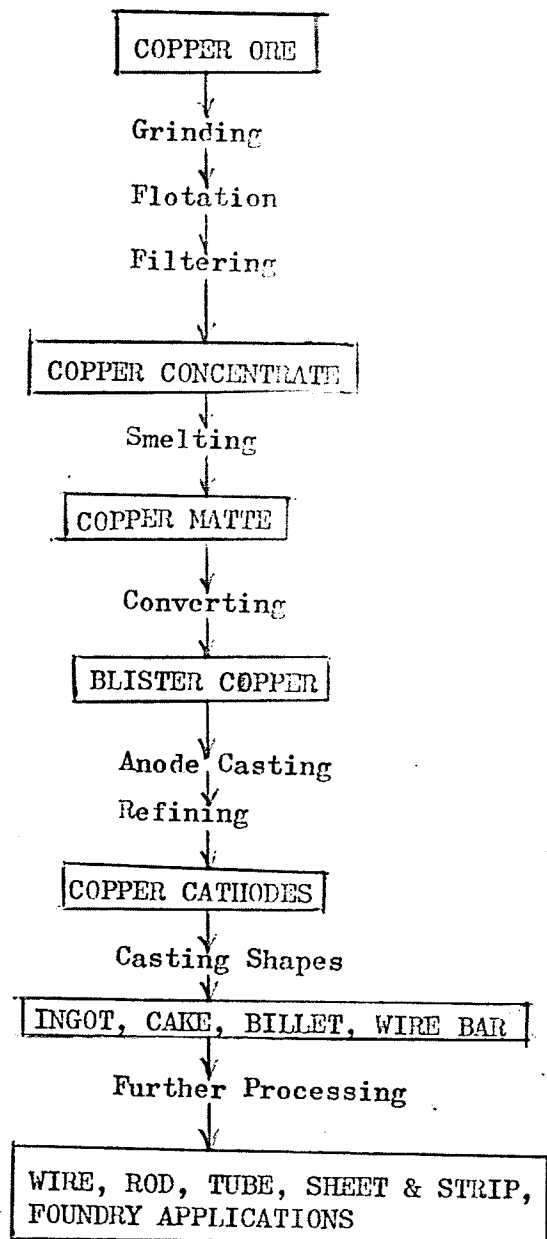 COPPER ORE
Grinding
Flotation
Filtering
COPPER CONCENTRATE
Smelting
COPPER MATTE
Converting
BLISTER COPPER
Anode Casting
Refining
COPPER CATHODES
Casting Shapes
INGOT, CAKE, BILLET, WIRE BAR
Further Processing
WIRE, ROD, TUBE, SHEET & STRIP,
FOUNDRY APPLICATIONS